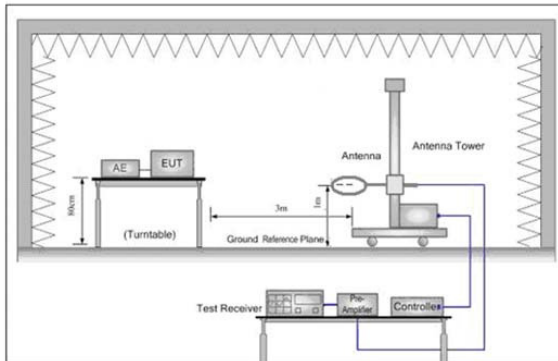 AE
EUT
80cm
(Turntable)
3m
1m
Antenna
Antenna Tower
Ground Reference Plane
Test Receiver
Pre-
Amplifier
Controller